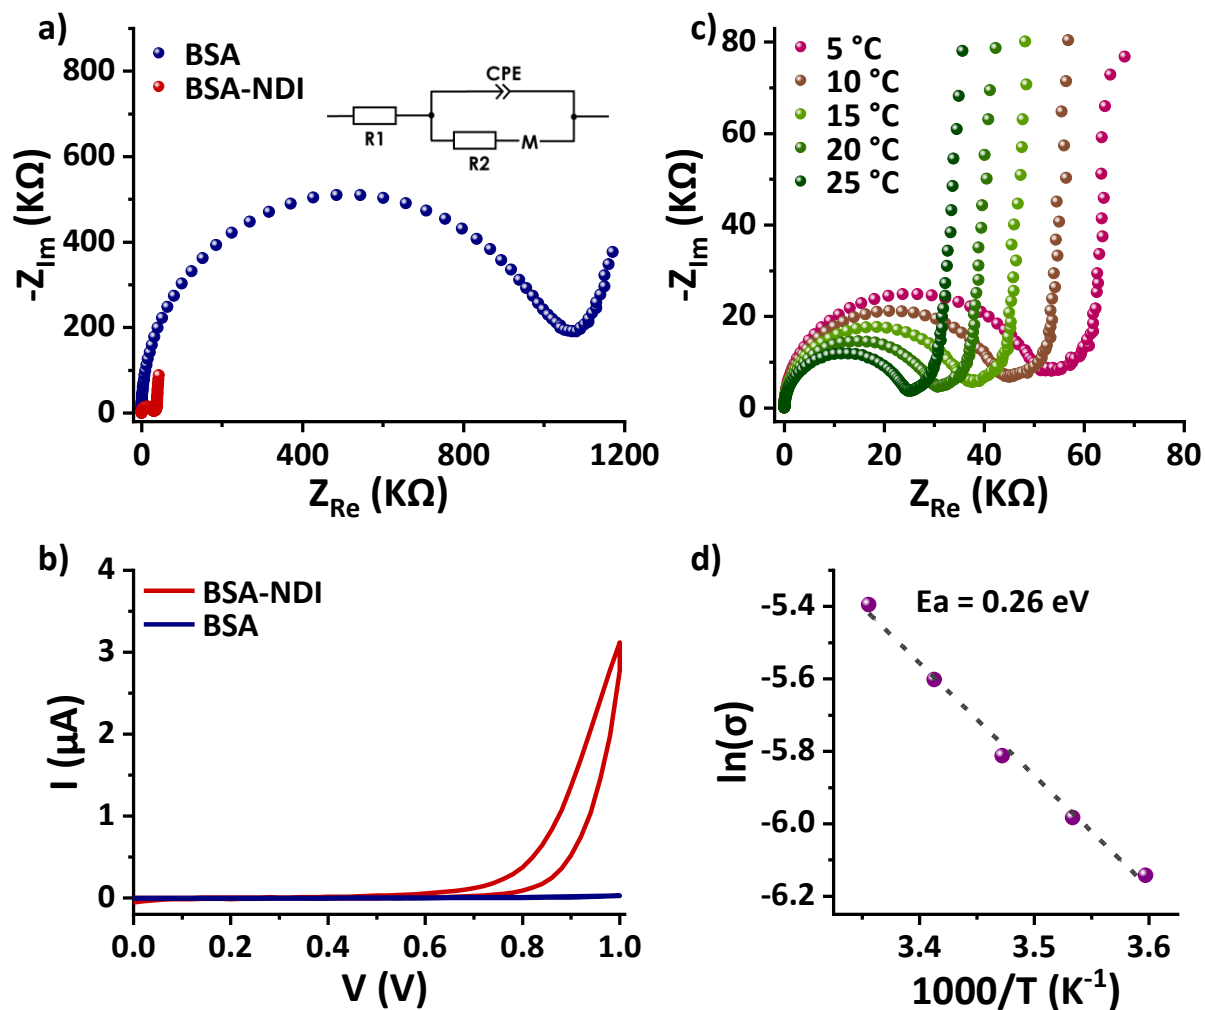 a)
BSA
BSA-NDI
CPE
R1
R2
M
-Z_Im (KΩ)
800
600
400
200
0
0 400 800 1200
Z_Re (KΩ)
c)
5 °C
10 °C
15 °C
20 °C
25 °C
-Z_Im (KΩ)
80
60
40
20
0
0 20 40 60 80
Z_Re (KΩ)
b)
BSA-NDI
BSA
I (μA)
4
3
2
1
0
0.0 0.2 0.4 0.6 0.8 1.0
V (V)
d)
Ea = 0.26 eV
ln(σ)
-5.4
-5.6
-5.8
-6.0
-6.2
3.4 3.5 3.6
1000/T (K⁻¹)